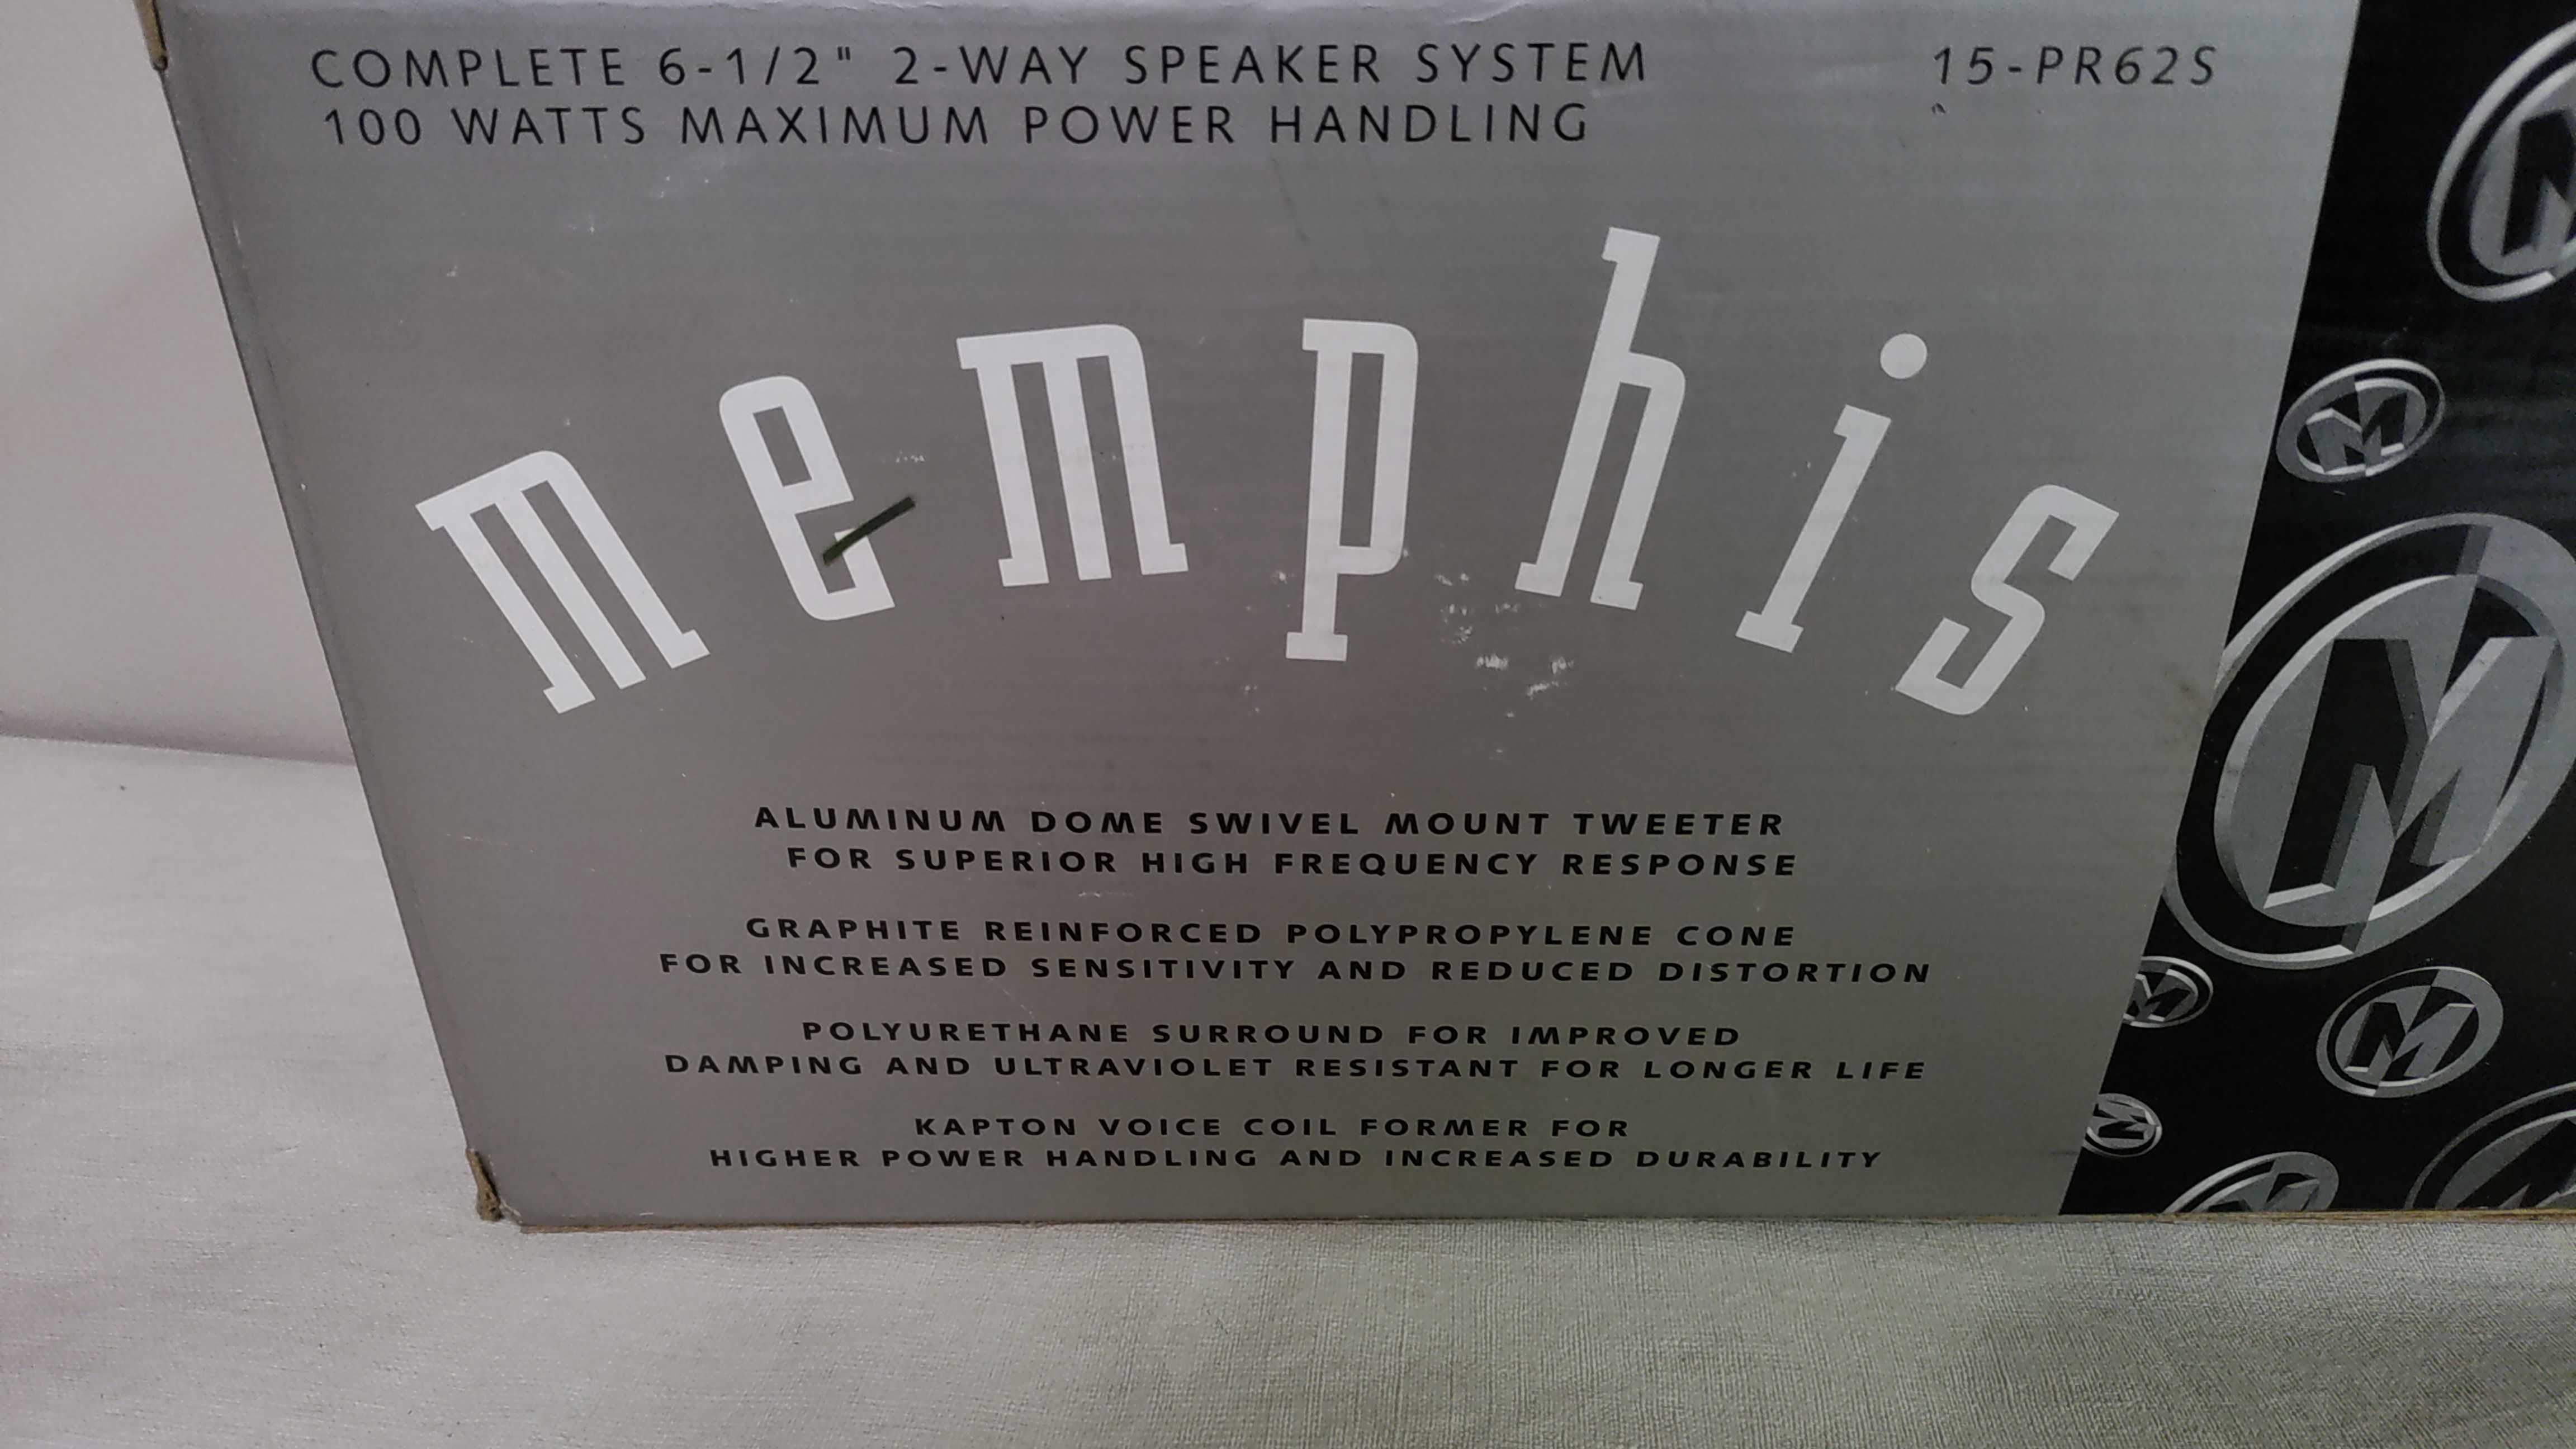 COMPLETE 6-1/2" 2-WAY SPEAKER SYSTEM 15-PR62S
100 WATTS MAXIMUM POWER HANDLING
memphis
ALUMINUM DOME SWIVEL MOUNT TWEETER
FOR SUPERIOR HIGH FREQUENCY RESPONSE
GRAPHITE REINFORCED POLYPROPYLENE CONE
FOR INCREASED SENSITIVITY AND REDUCED DISTORTION
POLYURETHANE SURROUND FOR IMPROVED
DAMPING AND ULTRAVIOLET RESISTANT FOR LONGER LIFE
KAPTON VOICE COIL FORMER FOR
HIGHER POWER HANDLING AND INCREASED DURABILITY
M
M
M
M
M
M
M
M